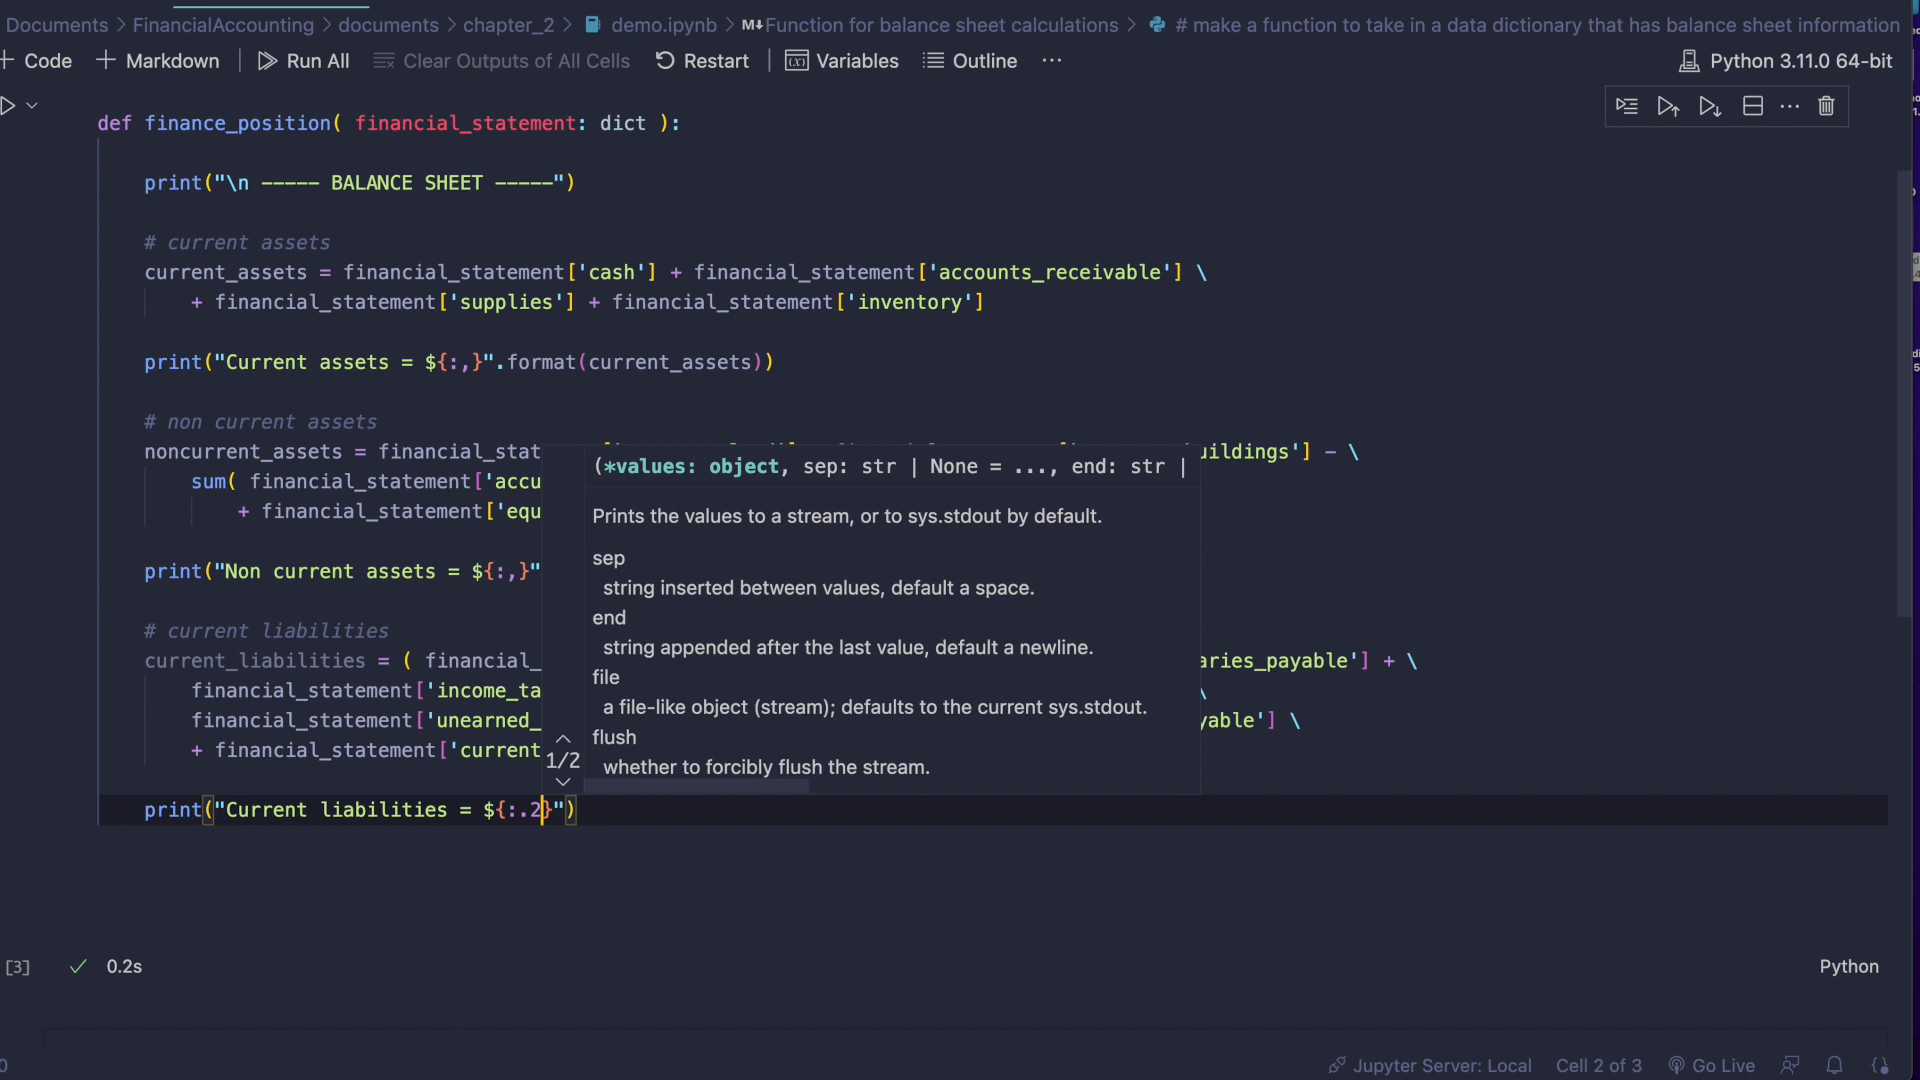 Documents > FinancialAccounting > documents > chapter_2 > demo.ipynb > M↓Function for balance sheet calculations > # make a function to take in a data dictionary that has balance sheet information
+ Code + Markdown | Run All Clear Outputs of All Cells Restart | Variables Outline ··· Python 3.11.0 64-bit
def finance_position( financial_statement: dict ):
print("\n ––––– BALANCE SHEET –––––")
# current assets
current_assets = financial_statement['cash'] + financial_statement['accounts_receivable'] \
+ financial_statement['supplies'] + financial_statement['inventory']
print("Current assets = ${:,}".format(current_assets))
# non current assets
noncurrent_assets = financial_stat uildings'] - \
(*values: object, sep: str | None = ..., end: str |
sum( financial_statement['accu
+ financial_statement['equ
Prints the values to a stream, or to sys.stdout by default.
sep
print("Non current assets = ${:,}"
string inserted between values, default a space.
end
# current liabilities
string appended after the last value, default a newline.
current_liabilities = ( financial_ aries_payable'] + \
file
financial_statement['income_ta \
a file-like object (stream); defaults to the current sys.stdout.
financial_statement['unearned_ yable'] \
flush
+ financial_statement['current
1/2
whether to forcibly flush the stream.
print("Current liabilities = ${:.2}")
[3] ✓ 0.2s Python
Jupyter Server: Local Cell 2 of 3 Go Live